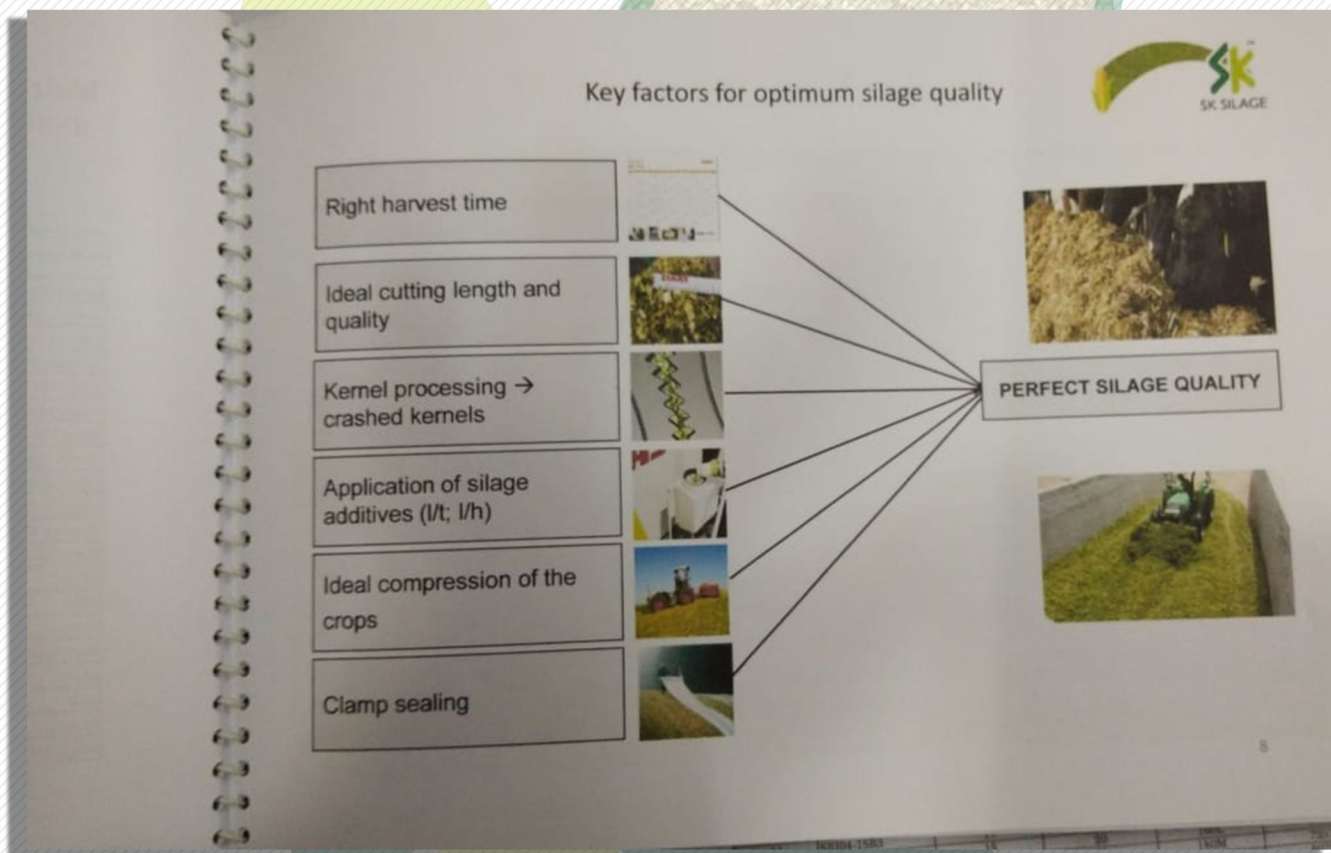 Key factors for optimum silage quality
SK
SK SILAGE
Right harvest time
Ideal cutting length and
quality
Kernel processing →
crashed kernels
Application of silage
additives (l/t; l/h)
Ideal compression of the
crops
Clamp sealing
PERFECT SILAGE QUALITY
8